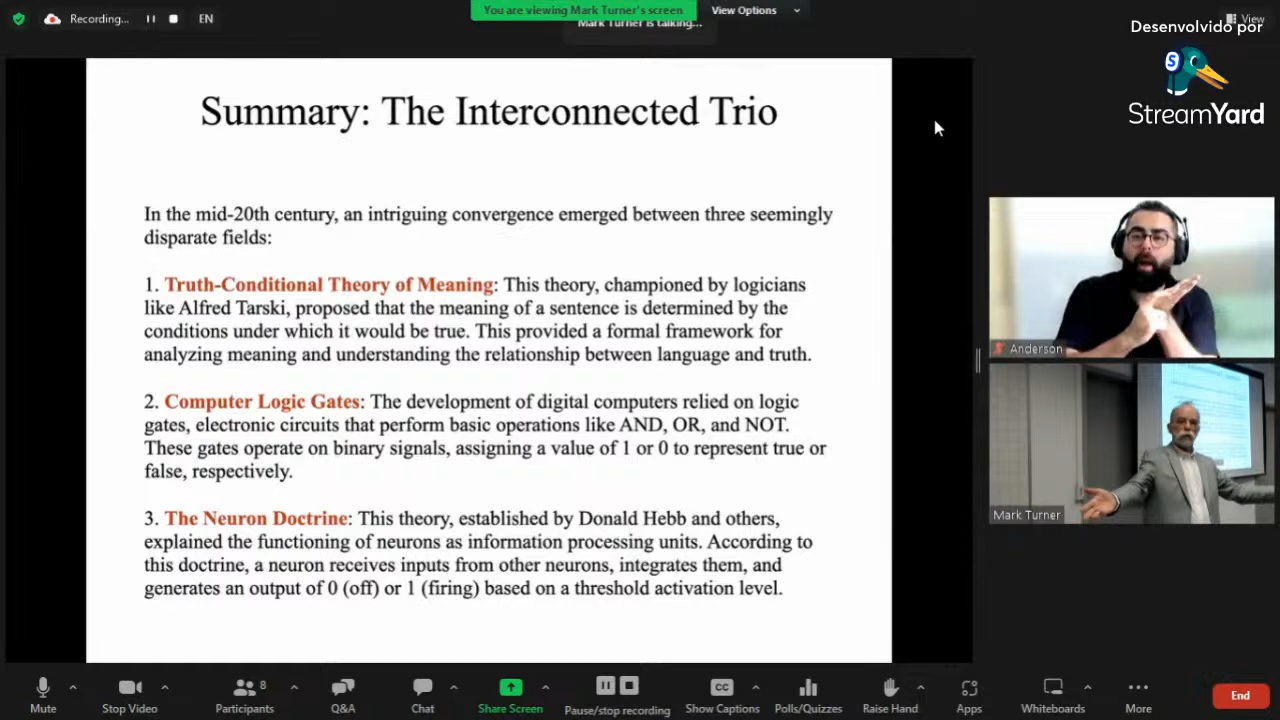 Recording...
EN
You are viewing Mark Turner's screen
View Options
Mark Turner is talking...
View
Desenvolvido por
S
StreamYard
Summary: The Interconnected Trio
In the mid-20th century, an intriguing convergence emerged between three seemingly
disparate fields:
1. Truth-Conditional Theory of Meaning: This theory, championed by logicians
like Alfred Tarski, proposed that the meaning of a sentence is determined by the
conditions under which it would be true. This provided a formal framework for
analyzing meaning and understanding the relationship between language and truth.
2. Computer Logic Gates: The development of digital computers relied on logic
gates, electronic circuits that perform basic operations like AND, OR, and NOT.
These gates operate on binary signals, assigning a value of 1 or 0 to represent true or
false, respectively.
3. The Neuron Doctrine: This theory, established by Donald Hebb and others,
explained the functioning of neurons as information processing units. According to
this doctrine, a neuron receives inputs from other neurons, integrates them, and
generates an output of 0 (off) or 1 (firing) based on a threshold activation level.
Anderson
Mark Turner
Mute
Stop Video
Participants
8
Q&A
Chat
Share Screen
Pause/stop recording
CC
Show Captions
Polls/Quizzes
Raise Hand
Apps
Whiteboards
More
End